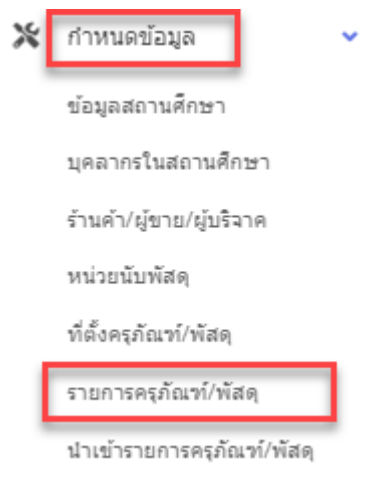 กำหนดข้อมูล
ข้อมูลสถานศึกษา
บุคลากรในสถานศึกษา
ร้านค้า/ผู้ขาย/ผู้บริจาค
หน่วยนับพัสดุ
ที่ตั้งครุภัณฑ์/พัสดุ
รายการครุภัณฑ์/พัสดุ
นำเข้ารายการครุภัณฑ์/พัสดุ